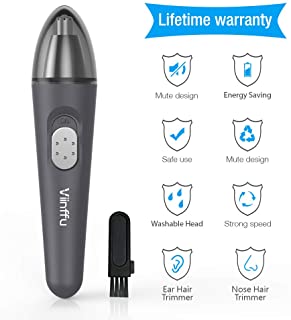 Lifetime warranty
Mute design
Energy Saving
Safe use
Mute design
Washable Head
Strong speed
Ear Hair
Trimmer
Nose Hair
Trimmer
Viinffu